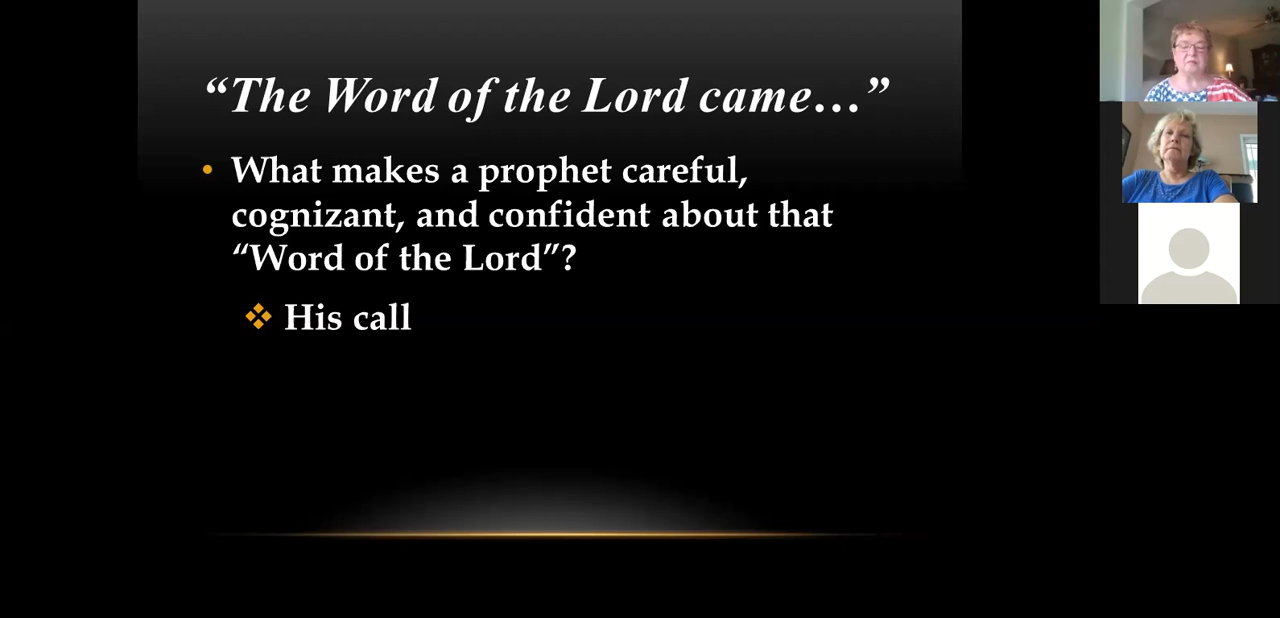 “The Word of the Lord came…”
• What makes a prophet careful,
cognizant, and confident about that
“Word of the Lord”?
❖ His call